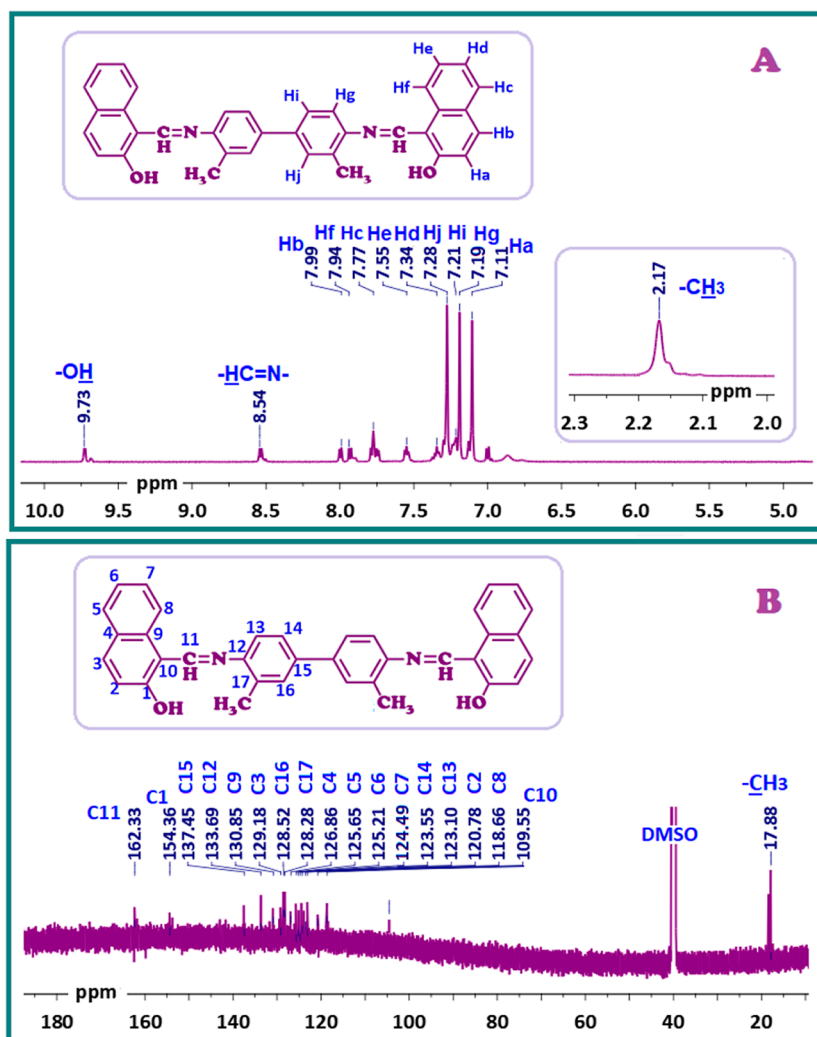 A
He Hd
Hf Hc
Hi Hg
C=N N=C
H H
Hb
H₃C CH₃
OH HO
Hj Ha
Hb Hf Hc He Hd Hj Hi Hg Ha
7.99 7.94 7.77 7.55 7.34 7.28 7.21 7.19 7.11
2.17 -CH3
-OH -HC=N-
9.73 8.54
ppm
2.3 2.2 2.1 2.0
ppm
10.0 9.5 9.0 8.5 8.0 7.5 7.0 6.5 6.0 5.5 5.0
B
6 7
5 8
4 9 11 13 14
3 10 C=N 12 15 N=C
H H
2 1 17 16
OH H₃C CH₃ HO
C11 C1 C15 C12 C9 C3 C16 C17 C4 C5 C6 C7 C14 C13 C2 C8 C10
162.33 154.36 137.45 133.69 130.85 129.18 128.52 128.28 126.86 125.65 125.21 124.49 123.55 123.10 120.78 118.66 109.55
-CH3
17.88
DMSO
ppm
180 160 140 120 100 80 60 40 20